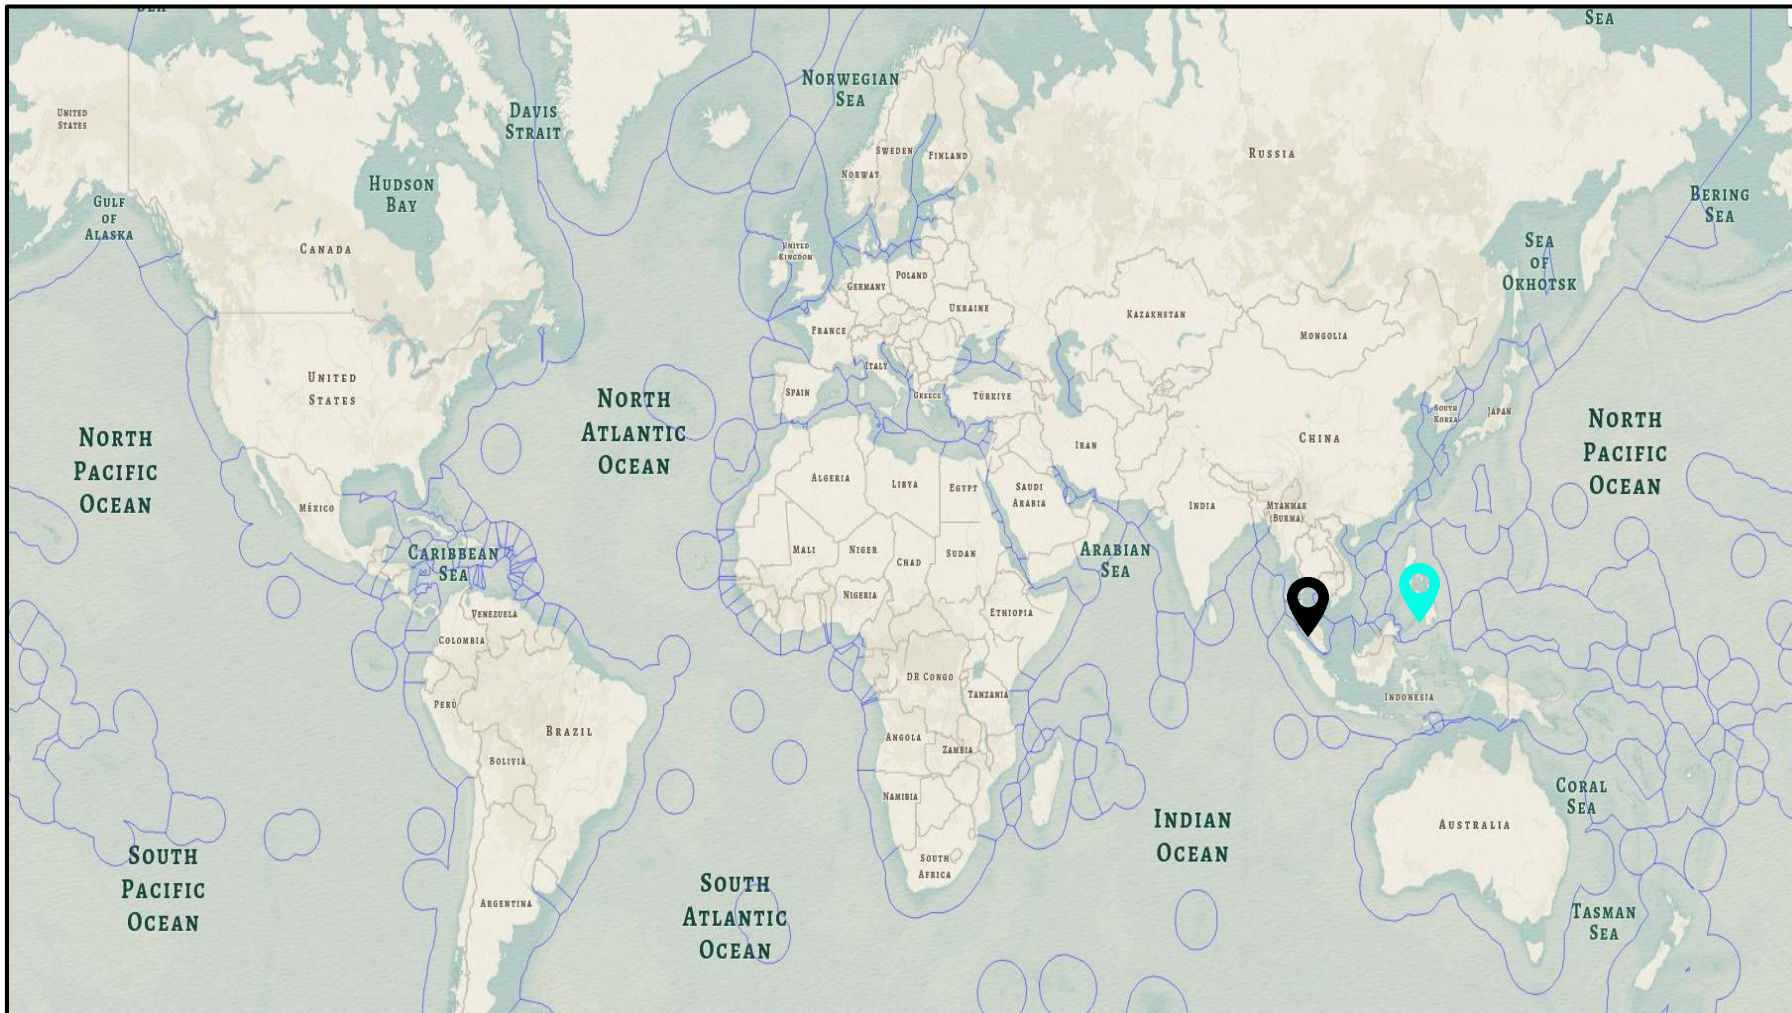 SEA
SEA
NORWEGIAN
SEA
DAVIS
STRAIT
UNITED
STATES
SWEDEN
FINLAND
NORWAY
RUSSIA
HUDSON
BAY
BERING
SEA
GULF
OF
ALASKA
CANADA
UNITED
KINGDOM
SEA
OF
OKHOTSK
POLAND
GERMANY
UKRAINE
KAZAKHSTAN
FRANCE
MONGOLIA
ITALY
UNITED
STATES
SPAIN
GREECE
TÜRKIYE
SOUTH
KOREA
JAPAN
NORTH
ATLANTIC
OCEAN
NORTH
PACIFIC
OCEAN
IRAN
CHINA
NORTH
PACIFIC
OCEAN
ALGERIA
LIBYA
EGYPT
SAUDI
ARABIA
INDIA
MYANMAR
(BURMA)
MÉXICO
CARIBBEAN
SEA
MALI
NIGER
CHAD
SUDAN
ARABIAN
SEA
NIGERIA
ETHIOPIA
VENEZUELA
COLOMBIA
DR CONGO
TANZANIA
INDONESIA
PERÚ
BRAZIL
ANGOLA
ZAMBIA
BOLIVIA
NAMIBIA
CORAL
SEA
INDIAN
OCEAN
AUSTRALIA
SOUTH
PACIFIC
OCEAN
SOUTH
AFRICA
SOUTH
ATLANTIC
OCEAN
ARGENTINA
TASMAN
SEA